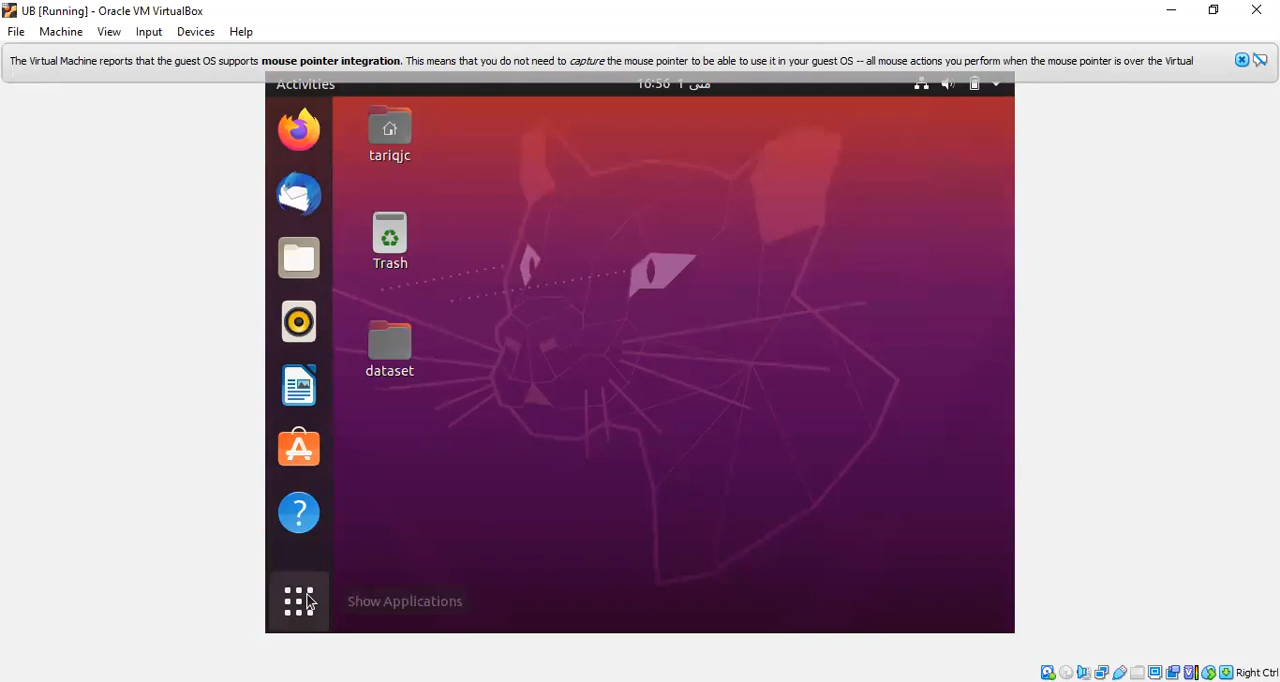 UB [Running] - Oracle VM VirtualBox
File Machine View Input Devices Help
The Virtual Machine reports that the guest OS supports mouse pointer integration. This means that you do not need to capture the mouse pointer to be able to use it in your guest OS -- all mouse actions you perform when the mouse pointer is over the Virtual
Activities
16:56 1 مئی
tariqjc
Trash
dataset
?
Show Applications
Right Ctrl